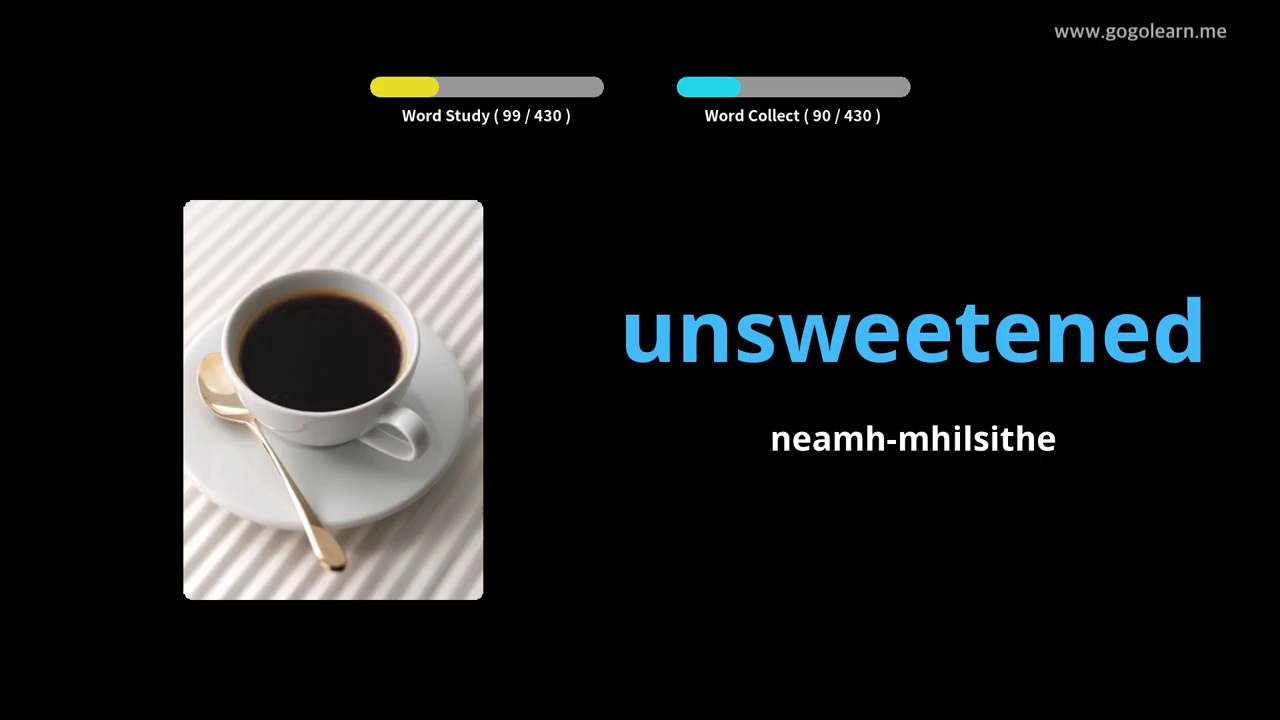 www.gogolearn.me
Word Study ( 99 / 430 )
Word Collect ( 90 / 430 )
unsweetened
neamh-mhilsithe